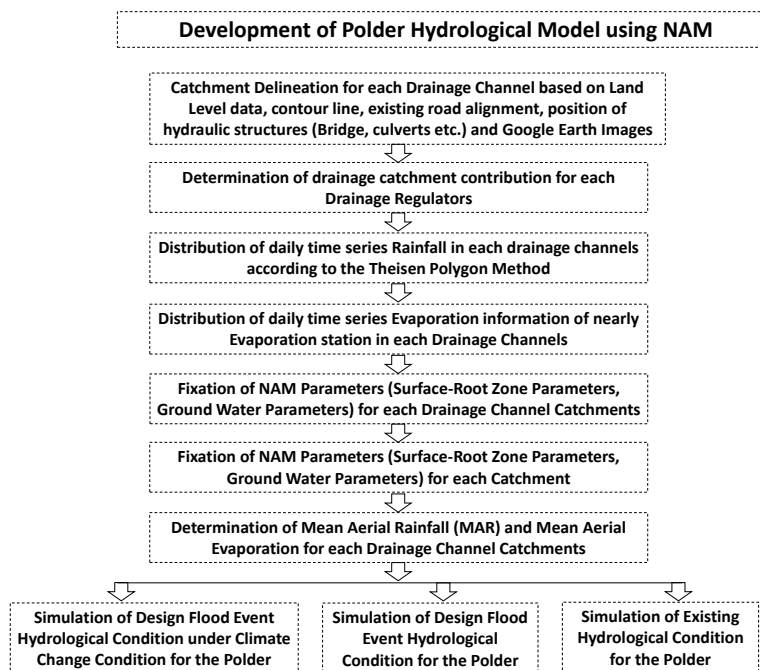 Development of Polder Hydrological Model using NAM
Catchment Delineation for each Drainage Channel based on Land
Level data, contour line, existing road alignment, position of
hydraulic structures (Bridge, culverts etc.) and Google Earth Images
Determination of drainage catchment contribution for each
Drainage Regulators
Distribution of daily time series Rainfall in each drainage channels
according to the Theisen Polygon Method
Distribution of daily time series Evaporation information of nearly
Evaporation station in each Drainage Channels
Fixation of NAM Parameters (Surface-Root Zone Parameters,
Ground Water Parameters) for each Drainage Channel Catchments
Fixation of NAM Parameters (Surface-Root Zone Parameters,
Ground Water Parameters) for each Catchment
Determination of Mean Aerial Rainfall (MAR) and Mean Aerial
Evaporation for each Drainage Channel Catchments
Simulation of Design Flood Event
Hydrological Condition under Climate
Change Condition for the Polder
Simulation of Design Flood
Event Hydrological
Condition for the Polder
Simulation of Existing
Hydrological Condition
for the Polder